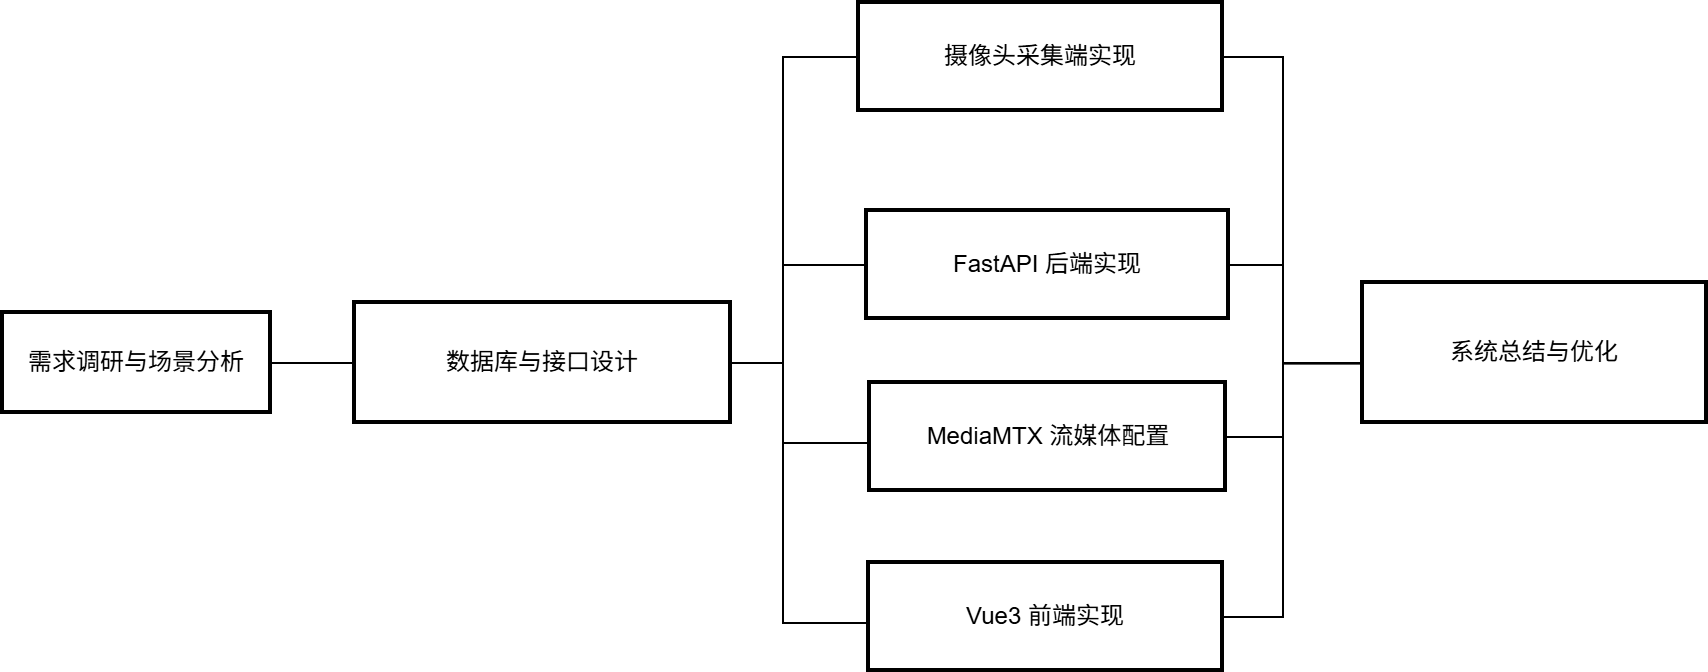 需求调研与场景分析
数据库与接口设计
摄像头采集端实现
FastAPI 后端实现
MediaMTX 流媒体配置
Vue3 前端实现
系统总结与优化